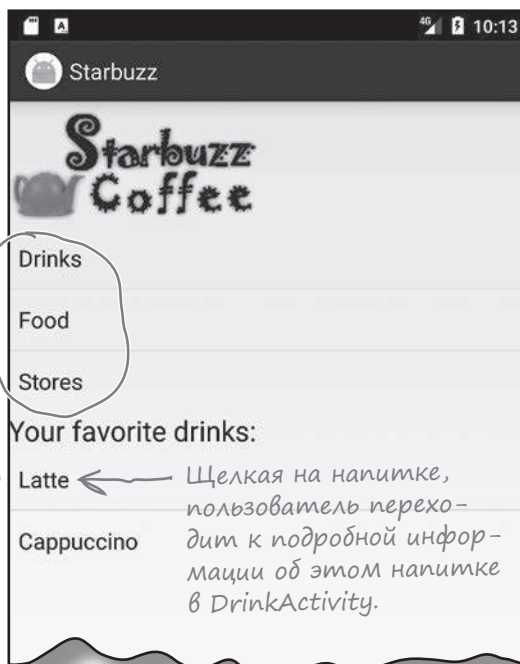 4G 10:13
Starbuzz
Starbuzz
Coffee
Drinks
Food
Stores
Your favorite drinks:
Latte
Щелкая на напитке,
пользователь перехо-
дит к подробной инфор-
мации об этом напитке
в DrinkActivity.
Cappuccino